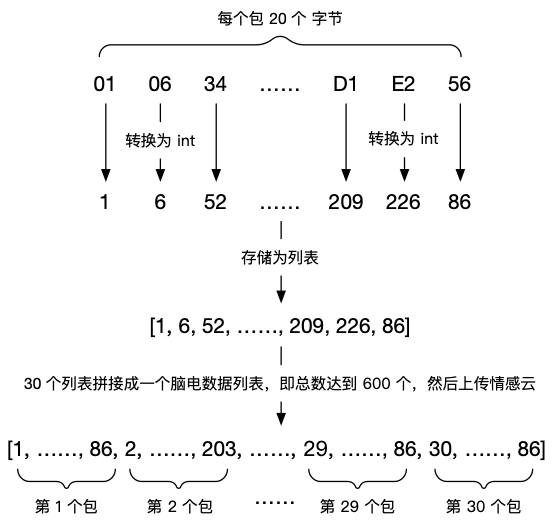 每个包 20 个 字节
01 06 34 …… D1 E2 56
转换为 int 转换为 int
1 6 52 …… 209 226 86
存储为列表
[1, 6, 52, ……, 209, 226, 86]
30 个列表拼接成一个脑电数据列表，即总数达到 600 个，然后上传情感云
[1, ……, 86, 2, ……, 203, ……, 29, ……, 86, 30, ……, 86]
第 1 个包 第 2 个包 …… 第 29 个包 第 30 个包